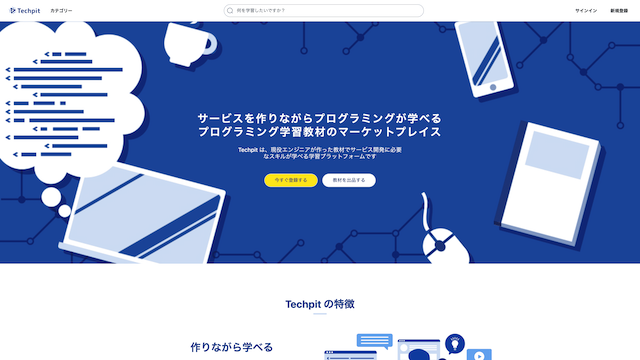 Techpit
カテゴリー
何を学習したいですか？
サインイン
新規登録
サービスを作りながらプログラミングが学べる
プログラミング学習教材のマーケットプレイス
Techpit は、現役エンジニアが作った教材でサービス開発に必要
なスキルが学べる学習プラットフォームです
今すぐ登録する
教材を出品する
Techpit の特徴
作りながら学べる